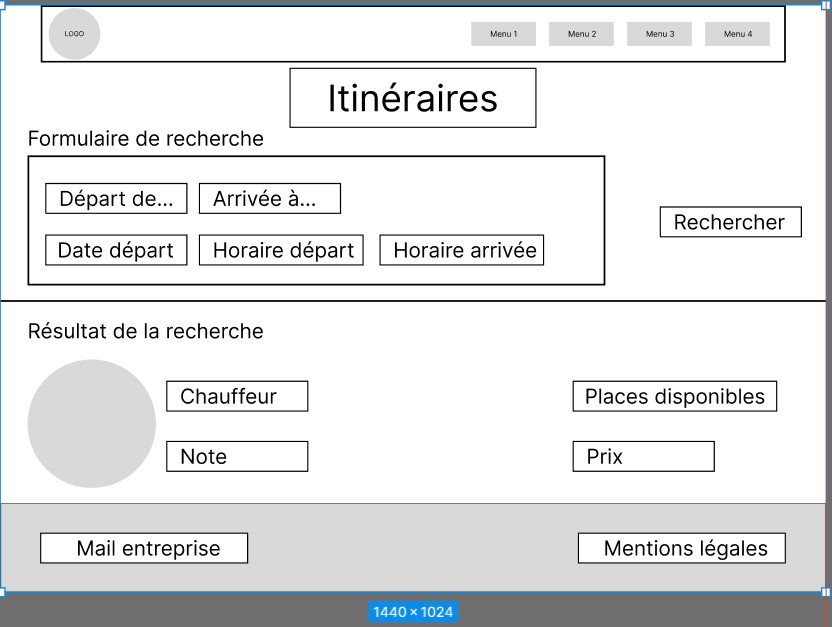 LOGO
Menu 1
Menu 2
Menu 3
Menu 4
Itinéraires
Formulaire de recherche
Départ de...
Arrivée à...
Date départ
Horaire départ
Horaire arrivée
Rechercher
Résultat de la recherche
Chauffeur
Places disponibles
Note
Prix
Mail entreprise
Mentions légales
1440 × 1024